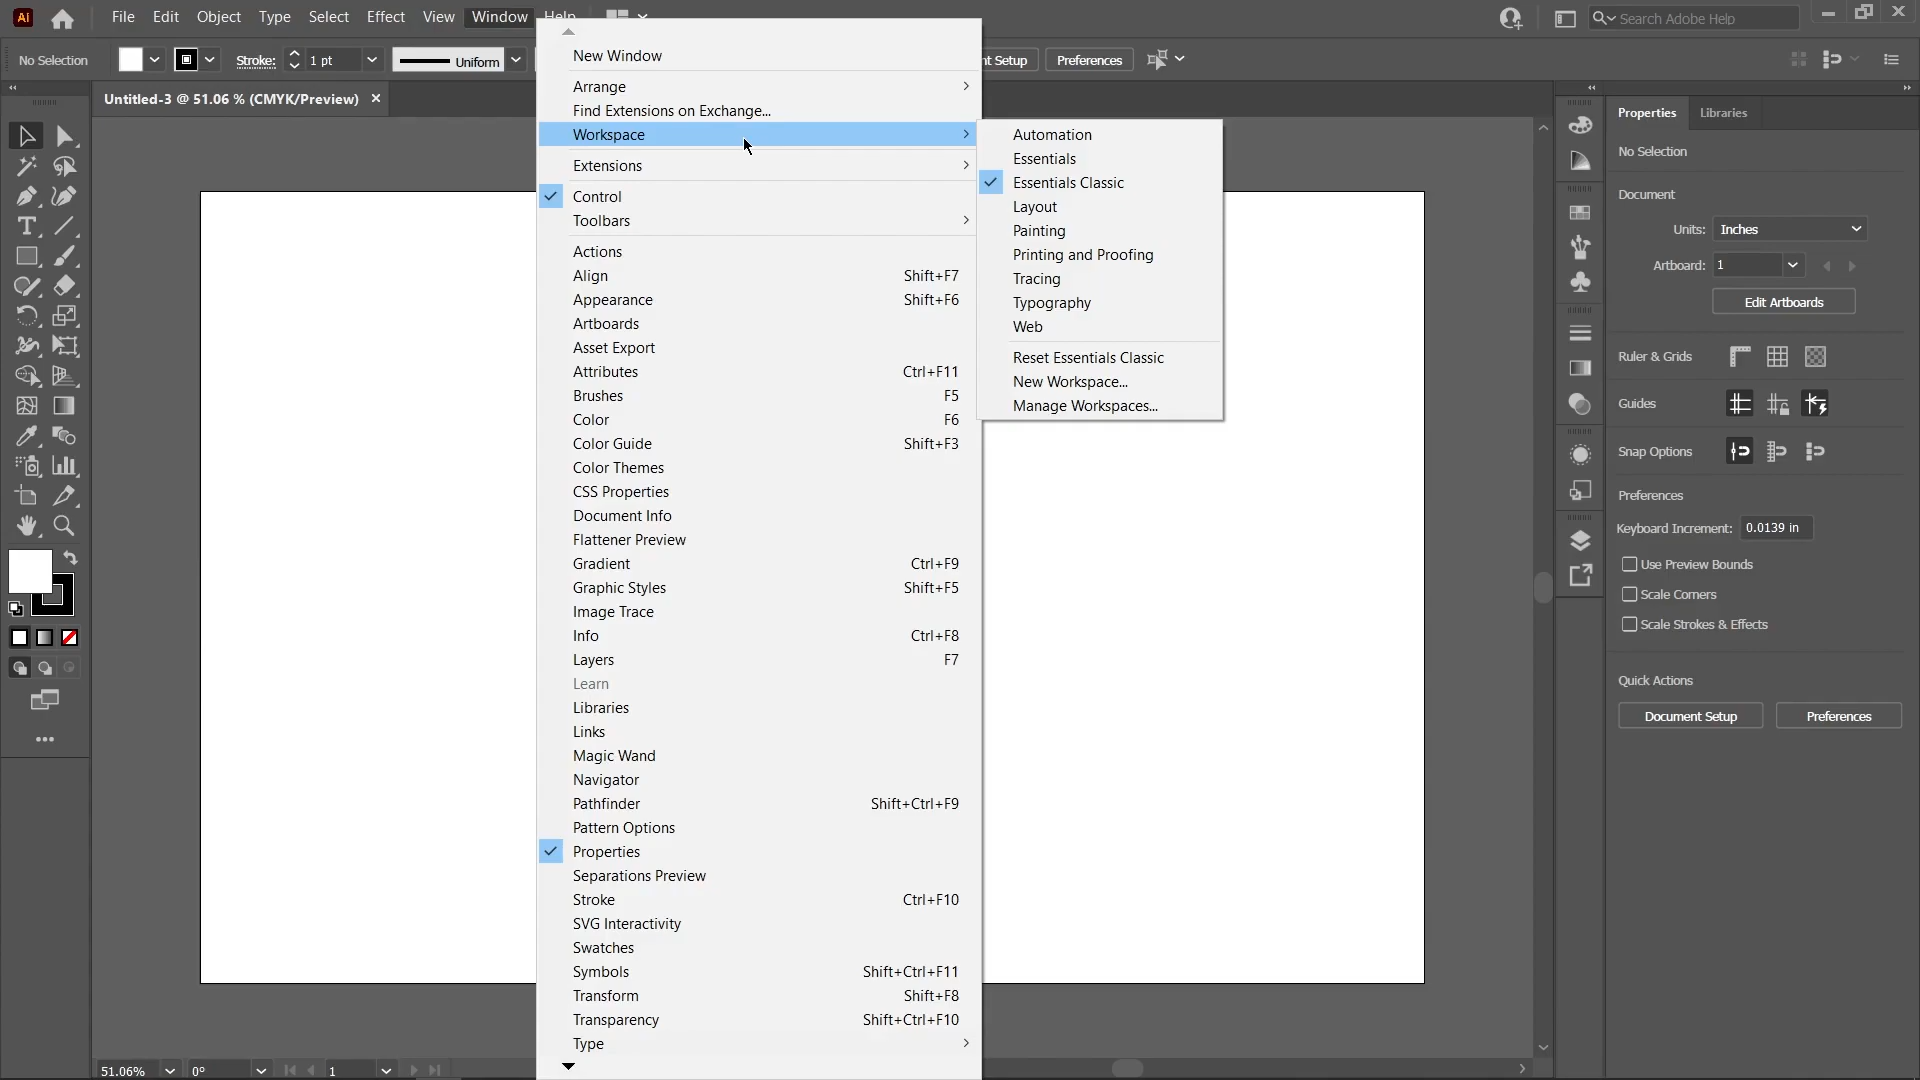 Ai File Edit Object Type Select Effect View Window Help
Search Adobe Help
No Selection Stroke: 1 pt Uniform
nt Setup Preferences
Untitled-3 @ 51.06 % (CMYK/Preview)
New Window
Arrange
Find Extensions on Exchange...
Workspace
Extensions
Control
Toolbars
Actions
Align Shift+F7
Appearance Shift+F6
Artboards
Asset Export
Attributes Ctrl+F11
Brushes F5
Color F6
Color Guide Shift+F3
Color Themes
CSS Properties
Document Info
Flattener Preview
Gradient Ctrl+F9
Graphic Styles Shift+F5
Image Trace
Info Ctrl+F8
Layers F7
Learn
Libraries
Links
Magic Wand
Navigator
Pathfinder Shift+Ctrl+F9
Pattern Options
Properties
Separations Preview
Stroke Ctrl+F10
SVG Interactivity
Swatches
Symbols Shift+Ctrl+F11
Transform Shift+F8
Transparency Shift+Ctrl+F10
Type
Automation
Essentials
Essentials Classic
Layout
Painting
Printing and Proofing
Tracing
Typography
Web
Reset Essentials Classic
New Workspace...
Manage Workspaces...
Properties Libraries
No Selection
Document
Units: Inches
Artboard: 1
Edit Artboards
Ruler & Grids
Guides
Snap Options
Preferences
Keyboard Increment: 0.0139 in
Use Preview Bounds
Scale Corners
Scale Strokes & Effects
Quick Actions
Document Setup Preferences
51.06% 0° 1